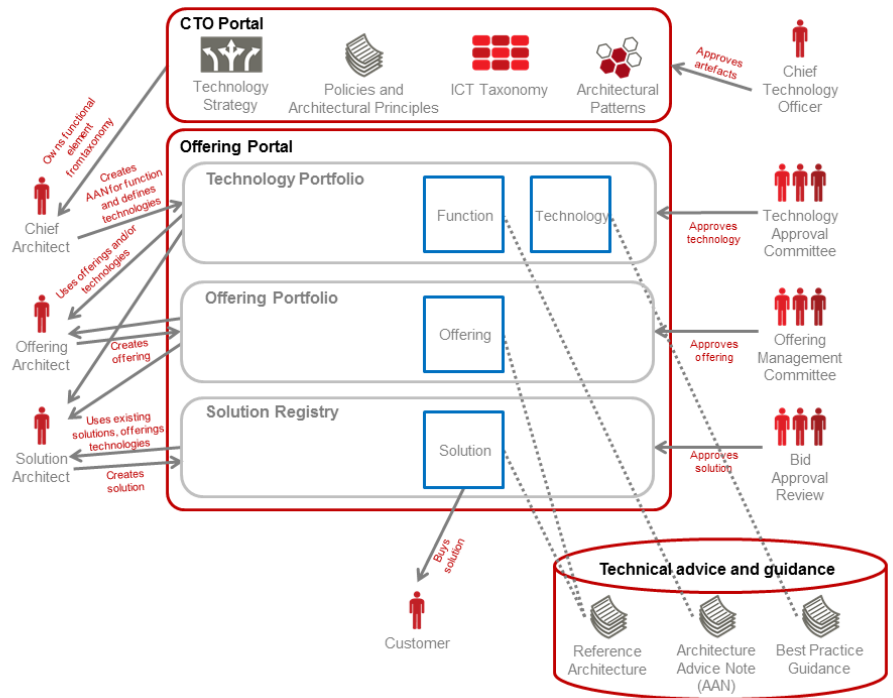 CTO Portal
Technology
Strategy
Policies and
Architectural Principles
ICT Taxonomy
Architectural
Patterns
Approves
artefacts
Chief
Technology
Officer
Owns functional
element
from taxonomy
Offering Portal
Creates
AAN for function
and defines
technologies
Technology Portfolio
Function
Technology
Chief
Architect
Approves
technology
Technology
Approval
Committee
Uses offerings and/or
technologies
Offering Portfolio
Offering
Offering
Architect
Creates
offering
Approves
offering
Offering
Management
Committee
Solution Registry
Solution
Uses existing
solutions, offerings
technologies
Solution
Architect
Creates
solution
Approves
solution
Bid
Approval
Review
Buys
solution
Customer
Technical advice and guidance
Reference
Architecture
Architecture
Advice Note
(AAN)
Best Practice
Guidance